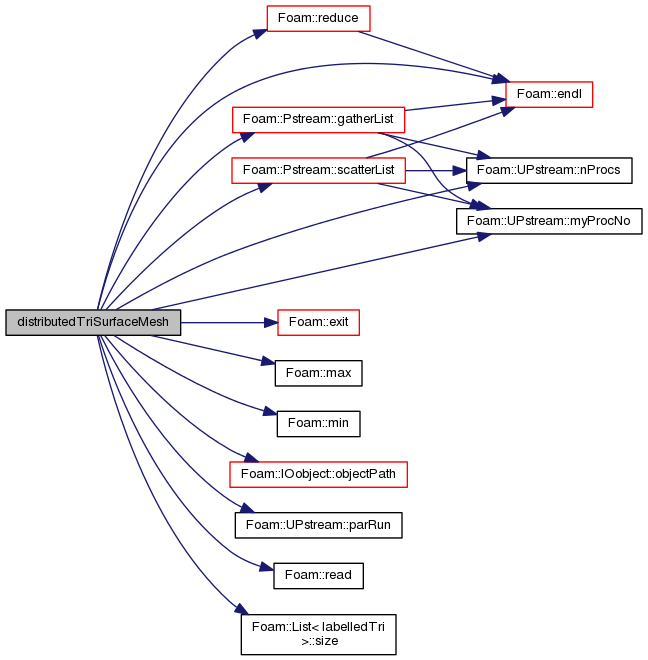 Foam::reduce
Foam::endl
Foam::Pstream::gatherList
Foam::Pstream::scatterList
Foam::UPstream::nProcs
Foam::UPstream::myProcNo
distributedTriSurfaceMesh
Foam::exit
Foam::max
Foam::min
Foam::IOobject::objectPath
Foam::UPstream::parRun
Foam::read
Foam::List< labelledTri
>::size